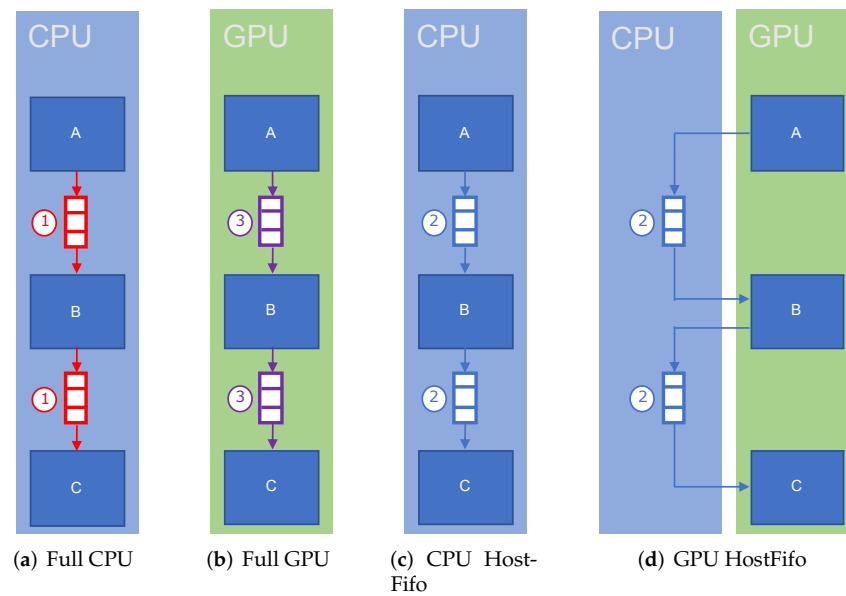 CPU
GPU
CPU
CPU
GPU
A
A
A
A
1
3
2
2
B
B
B
B
1
3
2
2
C
C
C
C
(a) Full CPU
(b) Full GPU
(c) CPU Host-
Fifo
(d) GPU HostFifo